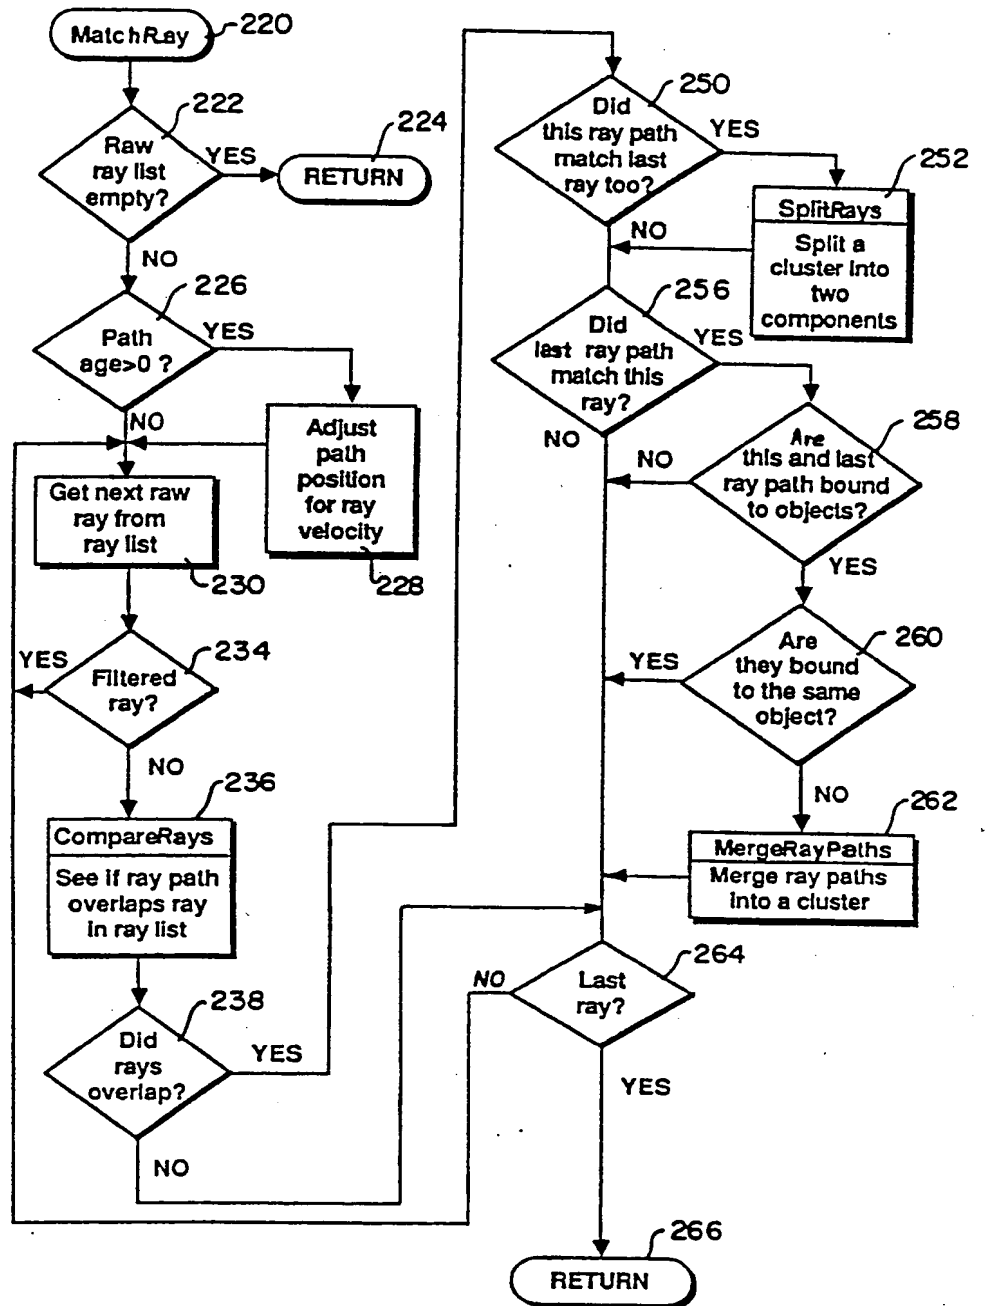 MatchRay
220
222
Raw
ray list
empty?
YES
224
RETURN
NO
226
Path
age>0 ?
YES
NO
Adjust
path
position
for ray
velocity
228
Get next raw
ray from
ray list
230
234
YES
Filtered
ray?
NO
236
CompareRays
See if ray path
overlaps ray
in ray list
238
Did
rays
overlap?
YES
NO
250
Did
this ray path
match last
ray too?
YES
252
SplitRays
Split a
cluster into
two
components
NO
256
Did
last ray path
match this
ray?
YES
NO
258
Are
this and last
ray path bound
to objects?
NO
YES
260
Are
they bound
to the same
object?
YES
NO
262
MergeRayPaths
Merge ray paths
into a cluster
264
Last
ray?
NO
YES
266
RETURN